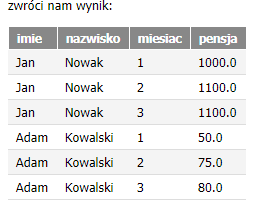 zwróci nam wynik:
imie nazwisko miesiac pensja
Jan Nowak 1 1000.0
Jan Nowak 2 1100.0
Jan Nowak 3 1100.0
Adam Kowalski 1 50.0
Adam Kowalski 2 75.0
Adam Kowalski 3 80.0